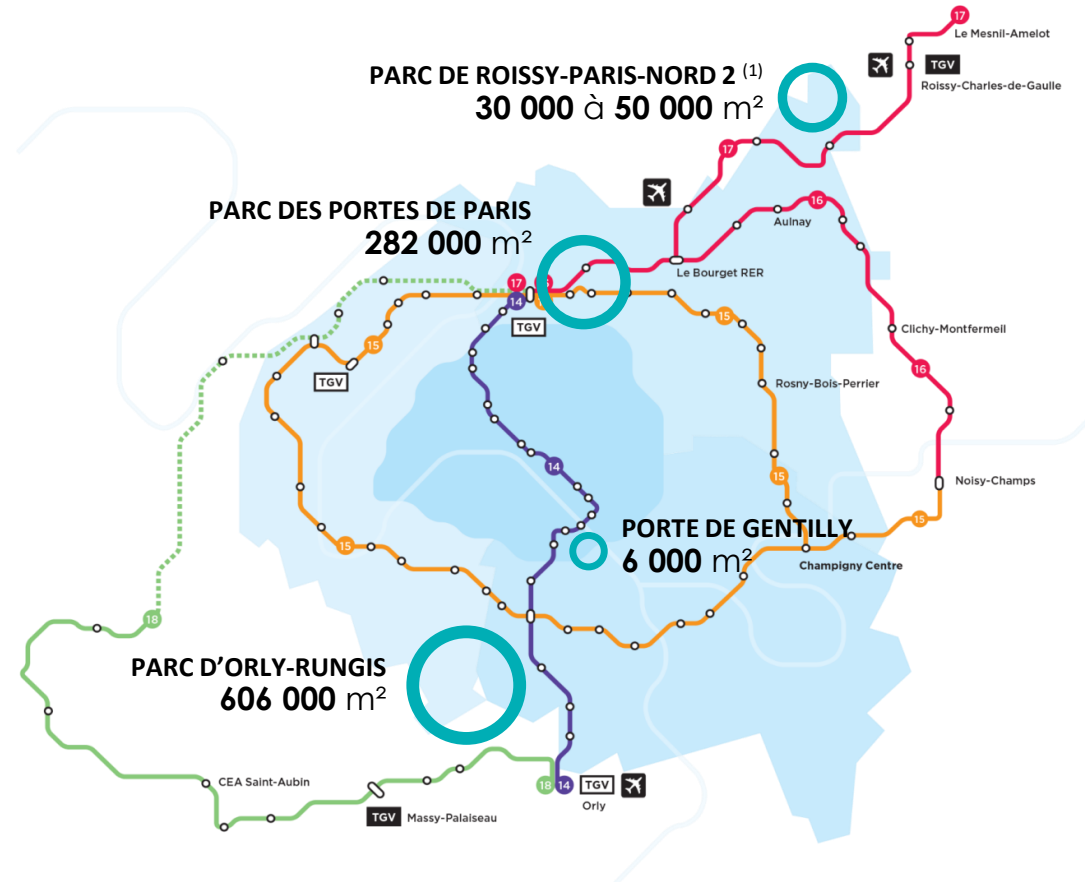 17
Le Mesnil-Amelot
TGV
Roissy-Charles-de-Gaulle
PARC DE ROISSY-PARIS-NORD 2 (1)
30 000 à 50 000 m²
17
16
Aulnay
PARC DES PORTES DE PARIS
282 000 m²
Le Bourget RER
17
14
TGV
15
Clichy-Montfermeil
15
TGV
16
Rosny-Bois-Perrier
14
15
Noisy-Champs
15
PORTE DE GENTILLY
6 000 m²
15
Champigny Centre
18
PARC D'ORLY-RUNGIS
606 000 m²
CEA Saint-Aubin
18
14
TGV
Orly
TGV
Massy-Palaiseau